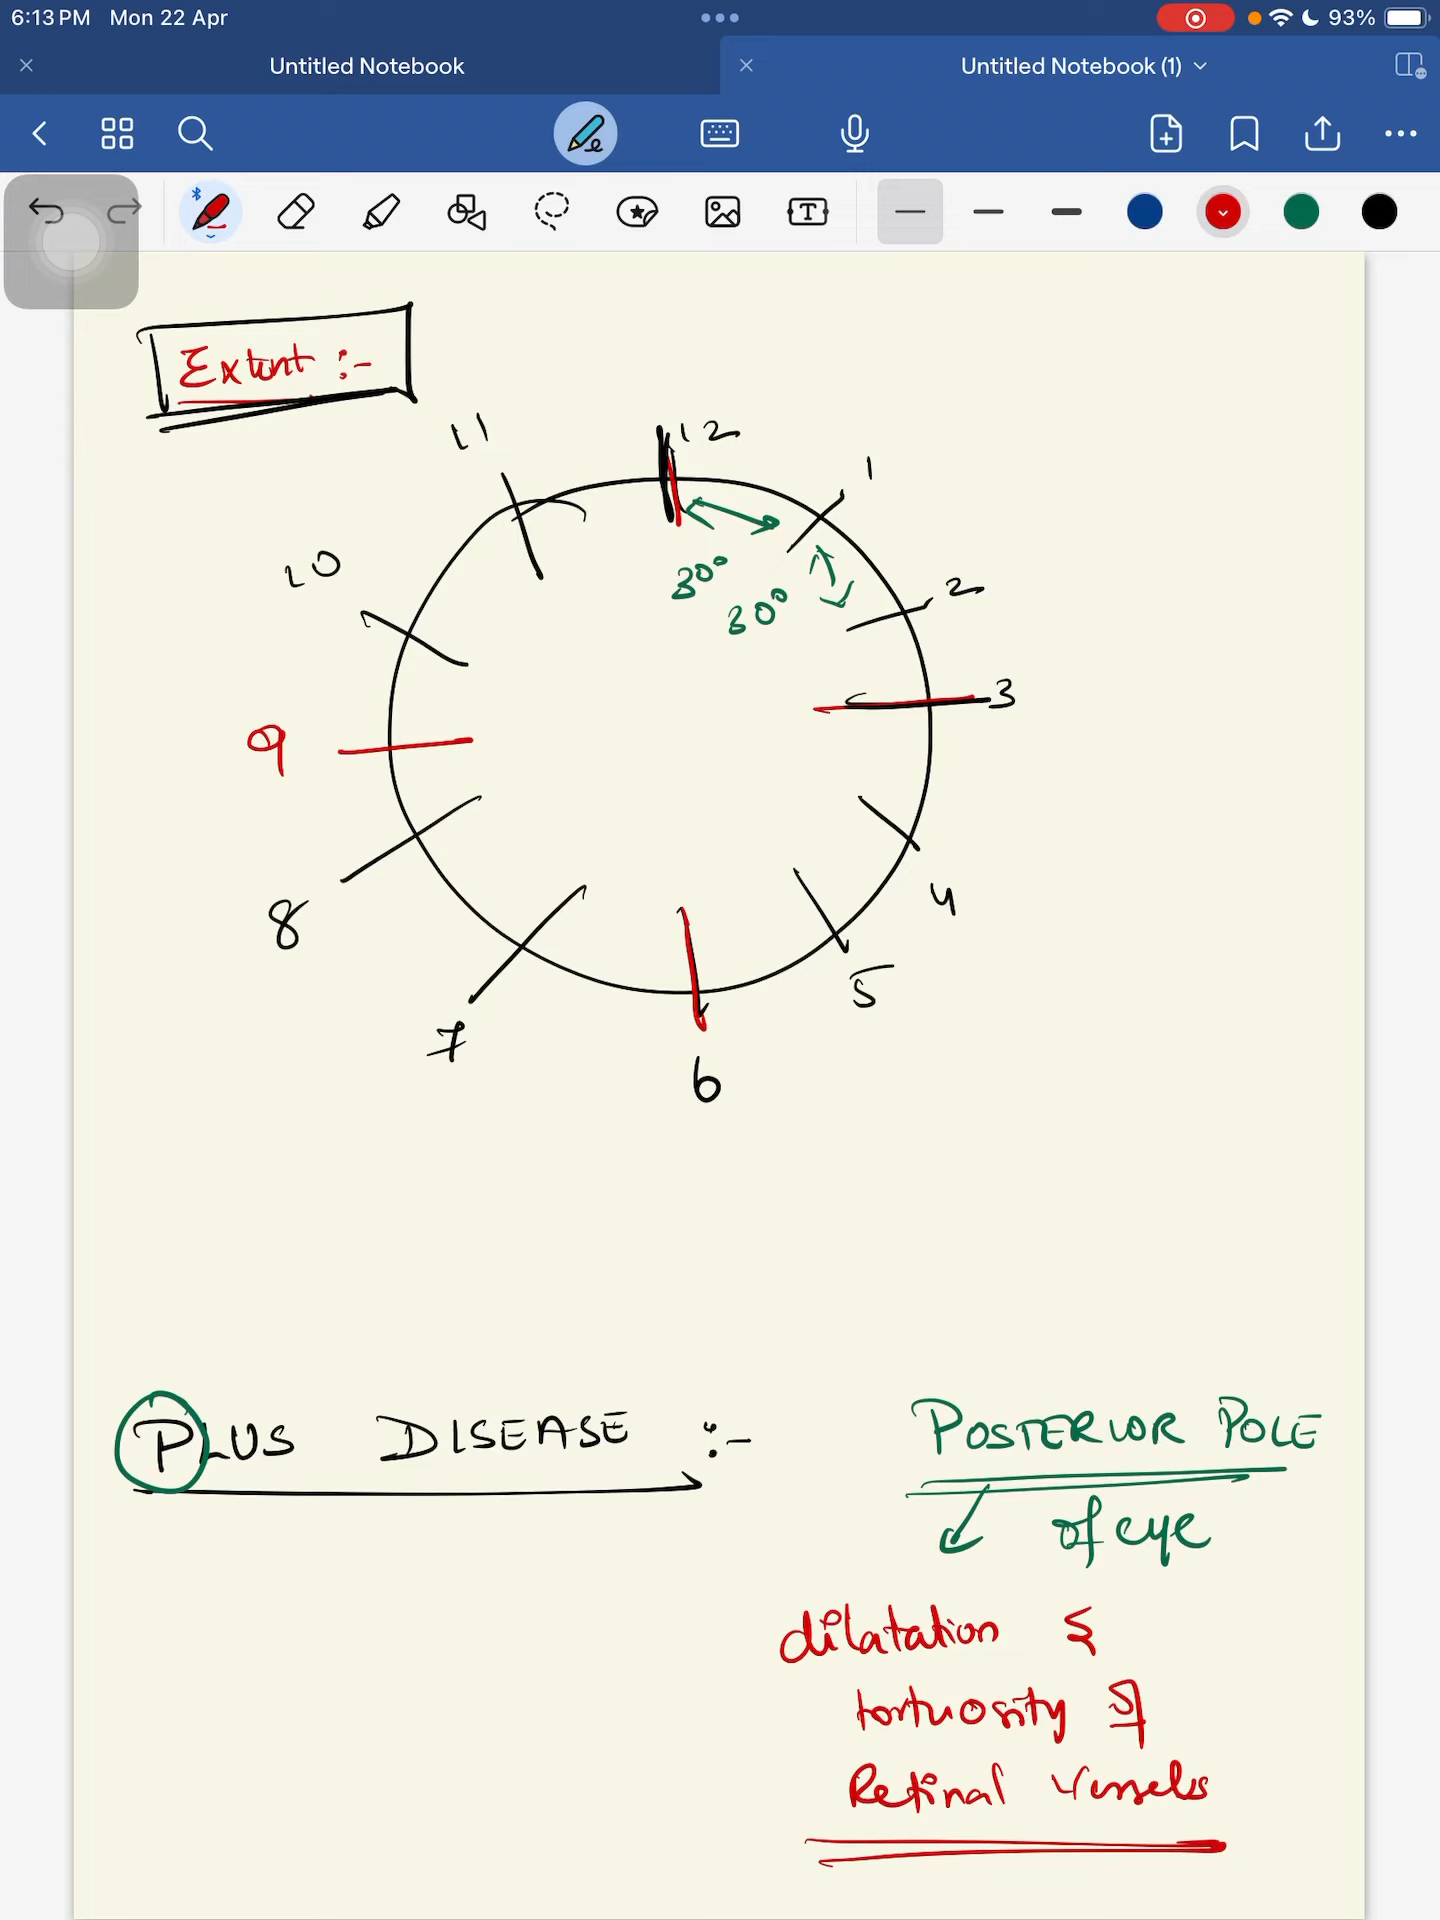 6:13 PM Mon 22 Apr 93%
Untitled Notebook
Untitled Notebook (1)
T
Extent :-
11 12 1
10 30° 30° 2
9 3
8 4
7 5
6
PLUS DISEASE :- POSTERIOR POLE
of eye
dilatation &
tortuosity of
Retinal Vessels